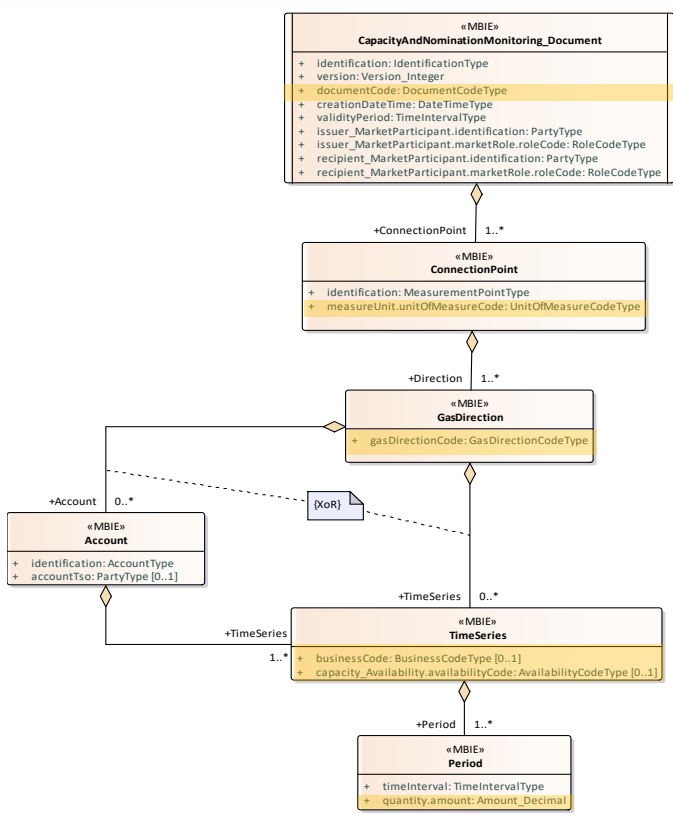 «MBIE»
CapacityAndNominationMonitoring_Document
+ identification: IdentificationType
+ version: Version_Integer
+ documentCode: DocumentCodeType
+ creationDateTime: DateTimeType
+ validityPeriod: TimeIntervalType
+ issuer_MarketParticipant.identification: PartyType
+ issuer_MarketParticipant.marketRole.roleCode: RoleCodeType
+ recipient_MarketParticipant.identification: PartyType
+ recipient_MarketParticipant.marketRole.roleCode: RoleCodeType
+ConnectionPoint 1..*
«MBIE»
ConnectionPoint
+ identification: MeasurementPointType
+ measureUnit.unitOfMeasureCode: UnitOfMeasureCodeType
+Direction 1..*
«MBIE»
GasDirection
+ gasDirectionCode: GasDirectionCodeType
+Account 0..*
{XoR}
«MBIE»
Account
+ identification: AccountType
+ accountTso: PartyType [0..1]
+TimeSeries 0..*
+TimeSeries
1..*
«MBIE»
TimeSeries
+ businessCode: BusinessCodeType [0..1]
+ capacity_Availability.availabilityCode: AvailabilityCodeType [0..1]
+Period 1..*
«MBIE»
Period
+ timeInterval: TimeIntervalType
+ quantity.amount: Amount_Decimal